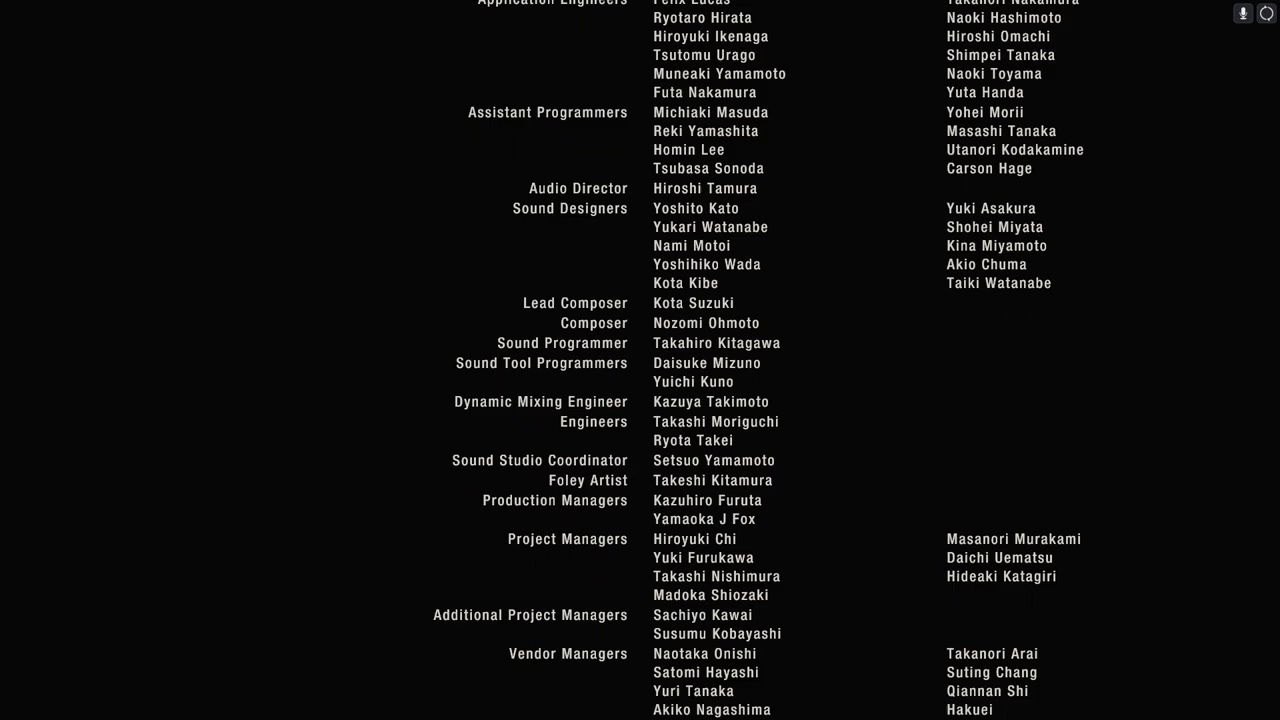 Application Engineers Felix Lucas Takanori Nakamura
Ryotaro Hirata Naoki Hashimoto
Hiroyuki Ikenaga Hiroshi Omachi
Tsutomu Urago Shimpei Tanaka
Muneaki Yamamoto Naoki Toyama
Futa Nakamura Yuta Handa
Assistant Programmers Michiaki Masuda Yohei Morii
Reki Yamashita Masashi Tanaka
Homin Lee Utanori Kodakamine
Tsubasa Sonoda Carson Hage
Audio Director Hiroshi Tamura
Sound Designers Yoshito Kato Yuki Asakura
Yukari Watanabe Shohei Miyata
Nami Motoi Kina Miyamoto
Yoshihiko Wada Akio Chuma
Kota Kibe Taiki Watanabe
Lead Composer Kota Suzuki
Composer Nozomi Ohmoto
Sound Programmer Takahiro Kitagawa
Sound Tool Programmers Daisuke Mizuno
Yuichi Kuno
Dynamic Mixing Engineer Kazuya Takimoto
Engineers Takashi Moriguchi
Ryota Takei
Sound Studio Coordinator Setsuo Yamamoto
Foley Artist Takeshi Kitamura
Production Managers Kazuhiro Furuta
Yamaoka J Fox
Project Managers Hiroyuki Chi Masanori Murakami
Yuki Furukawa Daichi Uematsu
Takashi Nishimura Hideaki Katagiri
Madoka Shiozaki
Additional Project Managers Sachiyo Kawai
Susumu Kobayashi
Vendor Managers Naotaka Onishi Takanori Arai
Satomi Hayashi Suting Chang
Yuri Tanaka Qiannan Shi
Akiko Nagashima Hakuei